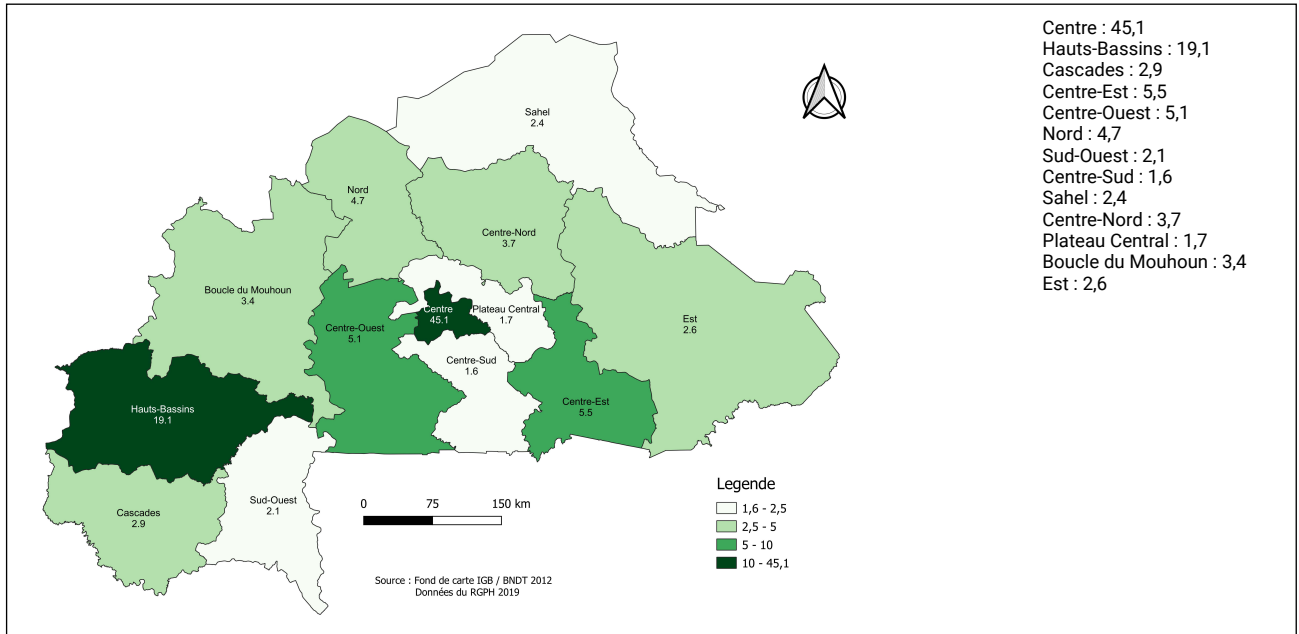 Sahel
2.4
Nord
4.7
Centre-Nord
3.7
Boucle du Mouhoun
3.4
Centre
45.1
Plateau Central
1.7
Est
2.6
Centre-Ouest
5.1
Centre-Sud
1.6
Hauts-Bassins
19.1
Centre-Est
5.5
Cascades
2.9
Sud-Ouest
2.1
0 75 150 km
Source : Fond de carte IGB / BNDT 2012
Données du RGPH 2019
Legende
1,6 - 2,5
2,5 - 5
5 - 10
10 - 45,1
Centre : 45,1
Hauts-Bassins : 19,1
Cascades : 2,9
Centre-Est : 5,5
Centre-Ouest : 5,1
Nord : 4,7
Sud-Ouest : 2,1
Centre-Sud : 1,6
Sahel : 2,4
Centre-Nord : 3,7
Plateau Central : 1,7
Boucle du Mouhoun : 3,4
Est : 2,6